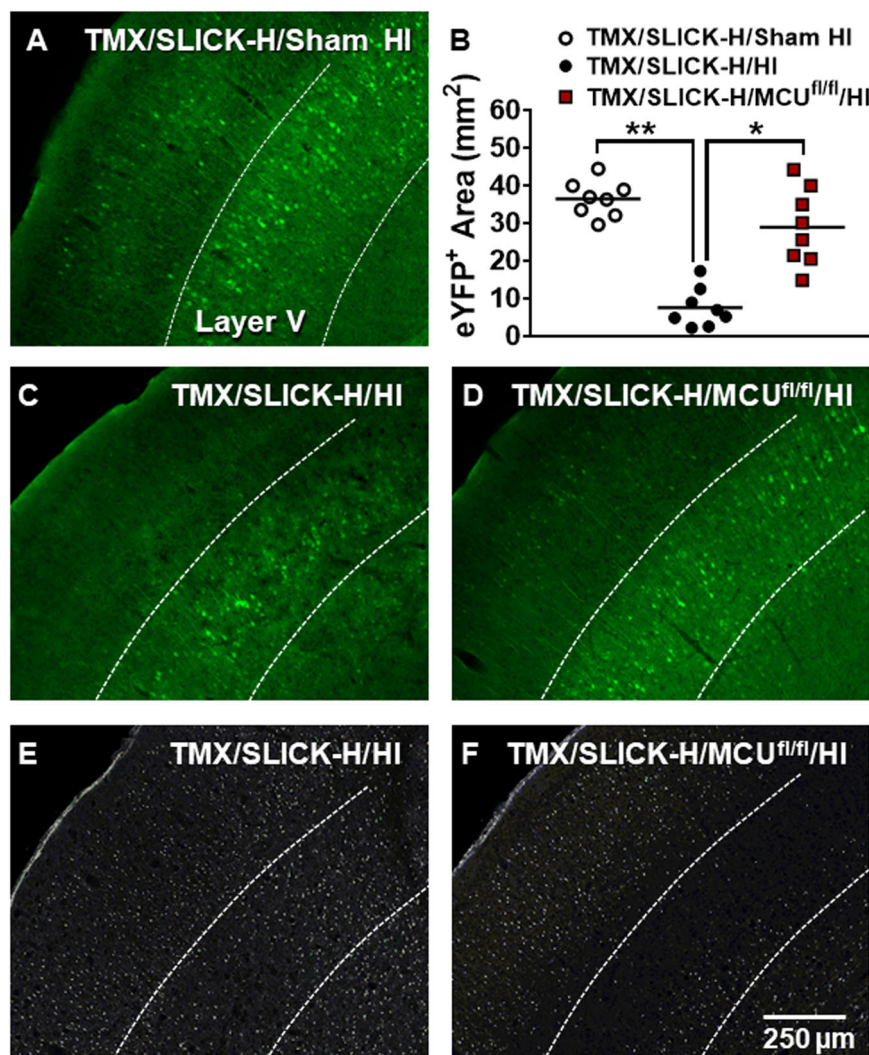 A TMX/SLICK-H/Sham HI
Layer V
B
TMX/SLICK-H/Sham HI
TMX/SLICK-H/HI
TMX/SLICK-H/MCU^fl/fl/HI
eYFP⁺ Area (mm²)
60
50
40
30
20
10
0
**
*
C TMX/SLICK-H/HI
D TMX/SLICK-H/MCU^fl/fl/HI
E TMX/SLICK-H/HI
F TMX/SLICK-H/MCU^fl/fl/HI
250 µm